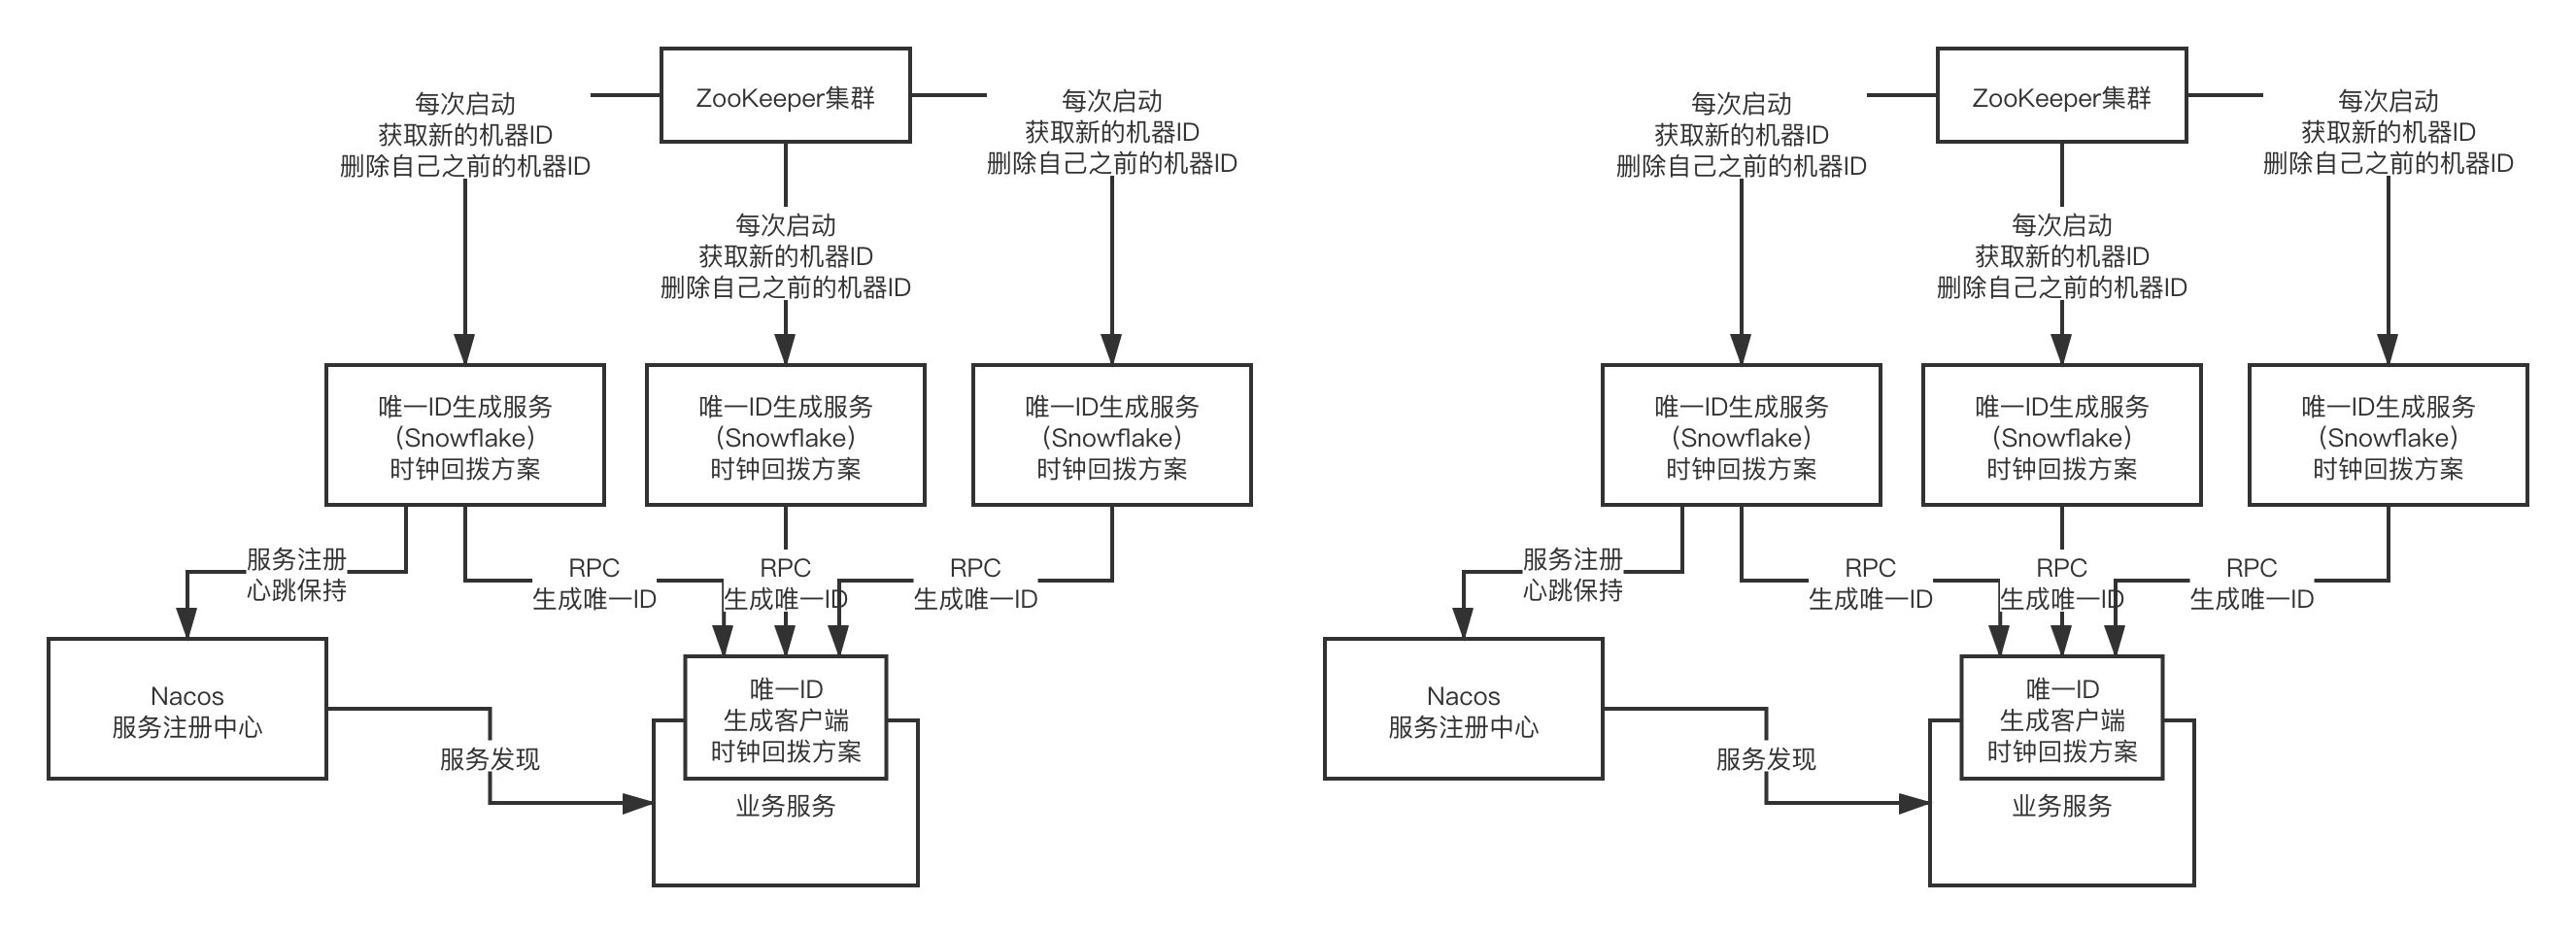 ZooKeeper集群
每次启动
获取新的机器ID
删除自己之前的机器ID
每次启动
获取新的机器ID
删除自己之前的机器ID
每次启动
获取新的机器ID
删除自己之前的机器ID
唯一ID生成服务
（Snowflake）
时钟回拨方案
唯一ID生成服务
（Snowflake）
时钟回拨方案
唯一ID生成服务
（Snowflake）
时钟回拨方案
服务注册
心跳保持
RPC
生成唯一ID
RPC
生成唯一ID
RPC
生成唯一ID
Nacos
服务注册中心
服务发现
唯一ID
生成客户端
时钟回拨方案
业务服务
ZooKeeper集群
每次启动
获取新的机器ID
删除自己之前的机器ID
每次启动
获取新的机器ID
删除自己之前的机器ID
每次启动
获取新的机器ID
删除自己之前的机器ID
唯一ID生成服务
（Snowflake）
时钟回拨方案
唯一ID生成服务
（Snowflake）
时钟回拨方案
唯一ID生成服务
（Snowflake）
时钟回拨方案
服务注册
心跳保持
RPC
生成唯一ID
RPC
生成唯一ID
RPC
生成唯一ID
Nacos
服务注册中心
服务发现
唯一ID
生成客户端
时钟回拨方案
业务服务